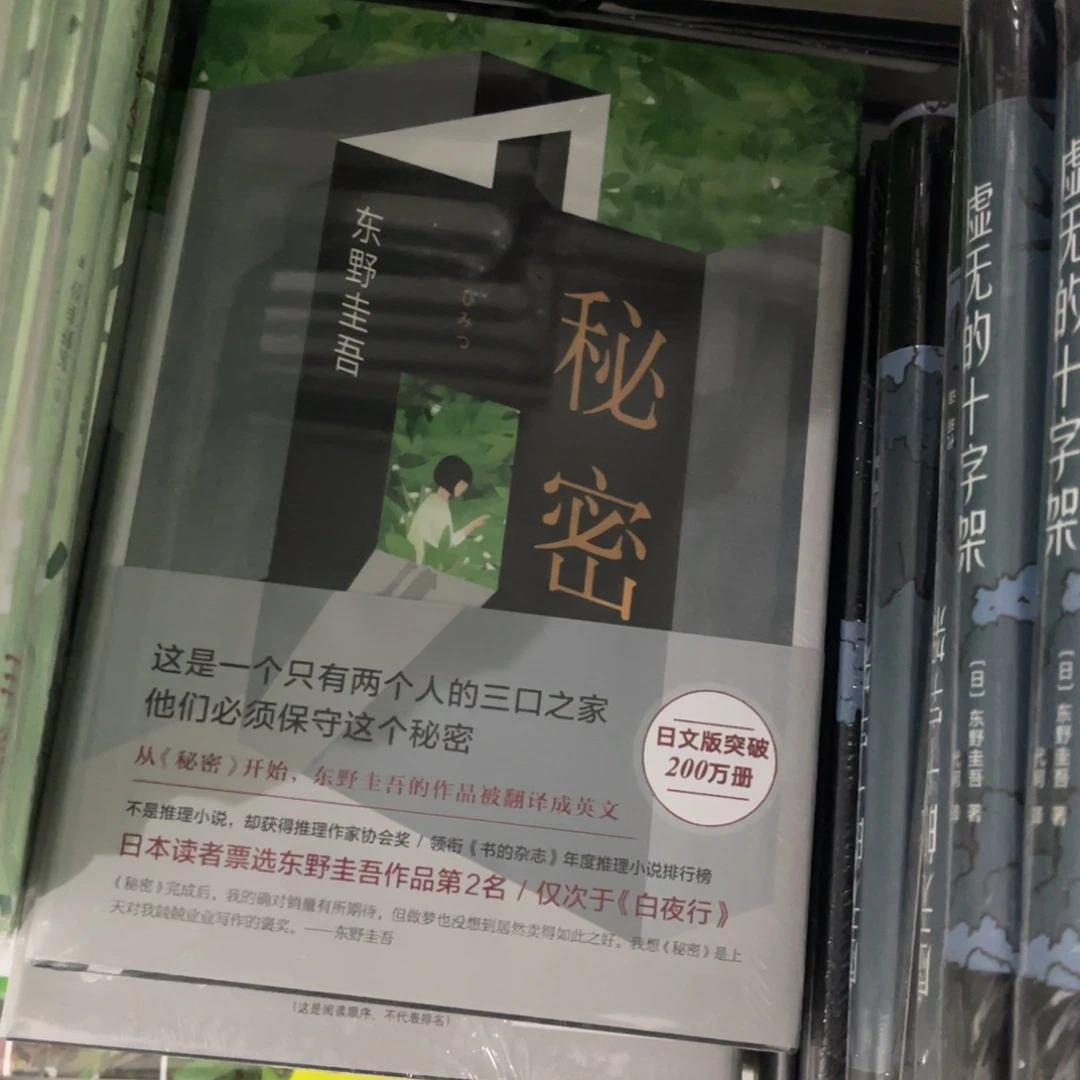 东野圭吾
ひみつ
秘密
这是一个只有两个人的三口之家
他们必须保守这个秘密
从《秘密》开始，东野圭吾的作品被翻译成英文
日文版突破
200万册
不是推理小说，却获得推理作家协会奖 / 领衔《书的杂志》年度推理小说排行榜
日本读者票选东野圭吾作品第2名 / 仅次于《白夜行》
《秘密》完成后，我的确对销量有所期待，但做梦也没想到居然卖得如此之好。我想《秘密》是上
天对我兢兢业业写作的褒奖。——东野圭吾
（这是阅读顺序，不代表排名）
虚无的十字架
〔日〕东野圭吾 著
虚无的十字架
〔日〕东野圭吾 著